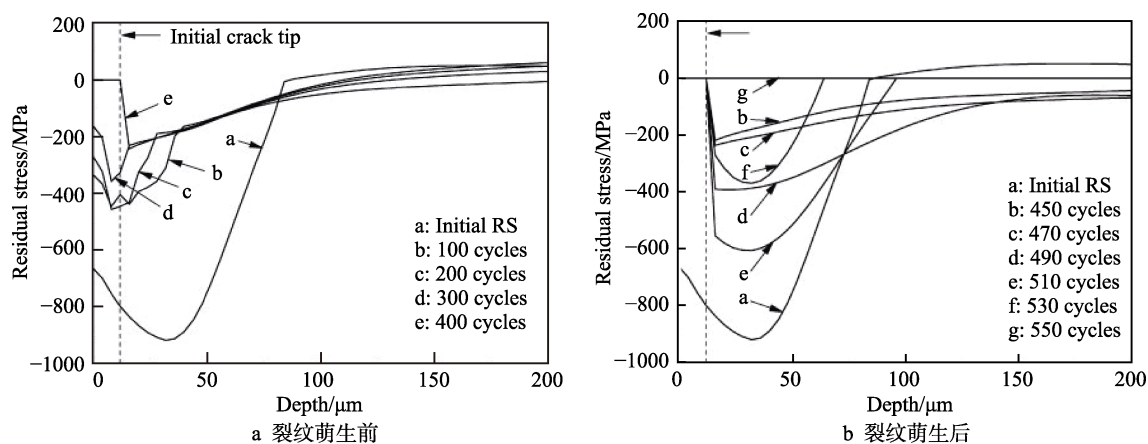 200
0
−200
−400
−600
−800
−1000
Residual stress/MPa
Initial crack tip
e
a
b
c
d
a: Initial RS
b: 100 cycles
c: 200 cycles
d: 300 cycles
e: 400 cycles
0 50 100 150 200
Depth/μm
a 裂纹萌生前
200
0
−200
−400
−600
−800
−1000
Residual stress/MPa
g
b
c
f
d
e
a
a: Initial RS
b: 450 cycles
c: 470 cycles
d: 490 cycles
e: 510 cycles
f: 530 cycles
g: 550 cycles
0 50 100 150 200
Depth/μm
b 裂纹萌生后